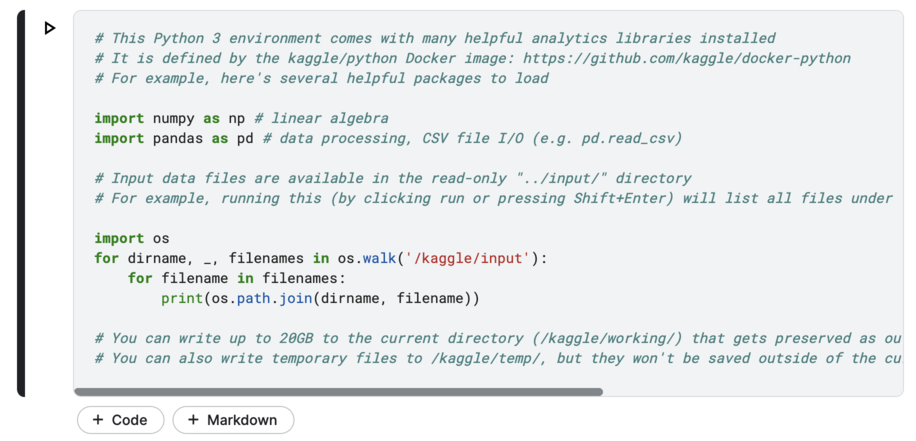 # This Python 3 environment comes with many helpful analytics libraries installed
# It is defined by the kaggle/python Docker image: https://github.com/kaggle/docker-python
# For example, here's several helpful packages to load
import numpy as np # linear algebra
import pandas as pd # data processing, CSV file I/O (e.g. pd.read_csv)
# Input data files are available in the read-only "../input/" directory
# For example, running this (by clicking run or pressing Shift+Enter) will list all files under
import os
for dirname, _, filenames in os.walk('/kaggle/input'):
    for filename in filenames:
        print(os.path.join(dirname, filename))
# You can write up to 20GB to the current directory (/kaggle/working/) that gets preserved as ou
# You can also write temporary files to /kaggle/temp/, but they won't be saved outside of the cu
+ Code + Markdown